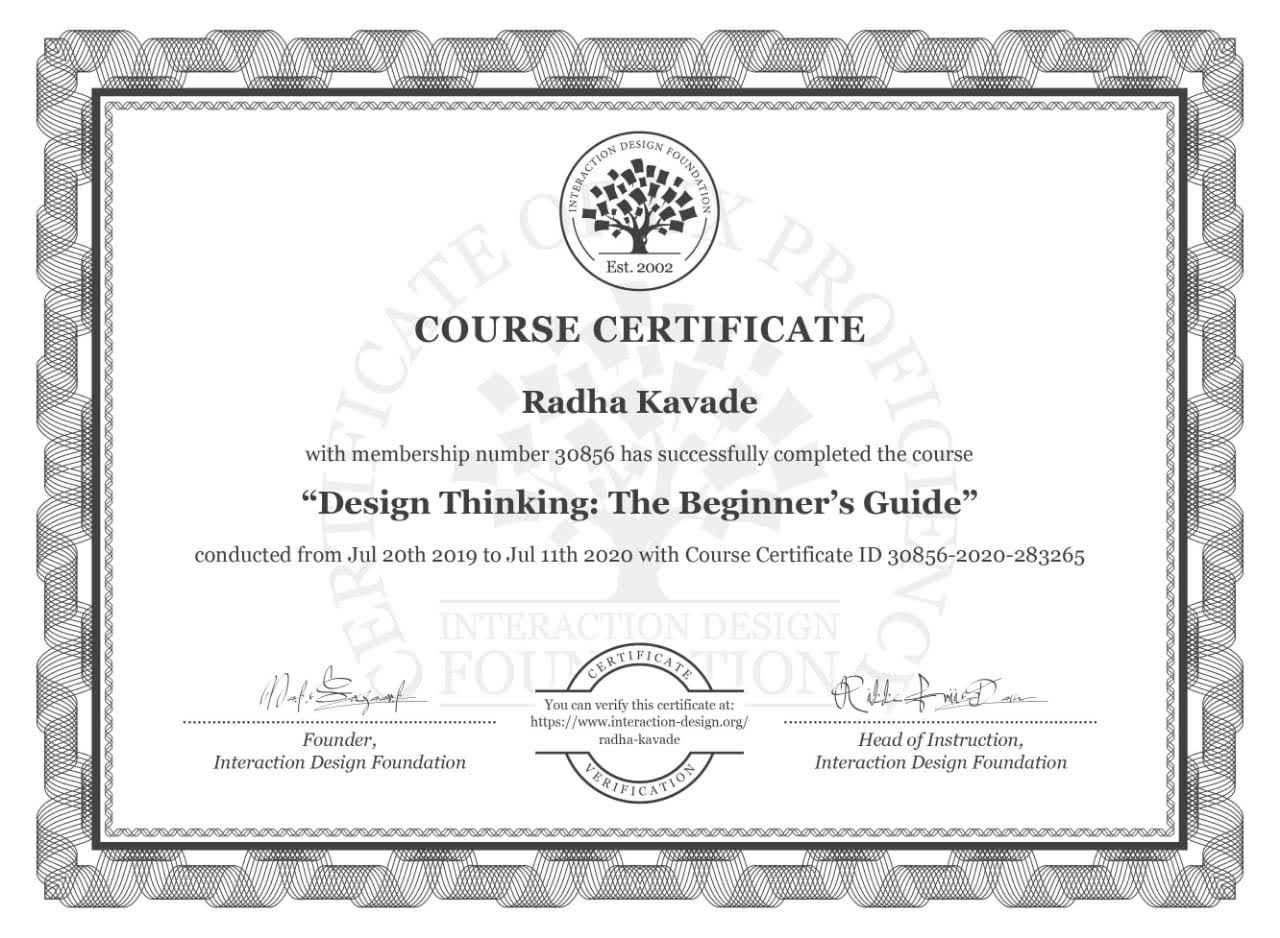 INTERACTION DESIGN FOUNDATION
Est. 2002
COURSE CERTIFICATE
Radha Kavade
with membership number 30856 has successfully completed the course
“Design Thinking: The Beginner’s Guide”
conducted from Jul 20th 2019 to Jul 11th 2020 with Course Certificate ID 30856-2020-283265
CERTIFICATE OF UX PROFICIENCY
INTERACTION DESIGN
FOUNDATION
Founder,
Interaction Design Foundation
CERTIFICATE
You can verify this certificate at:
https://www.interaction-design.org/
radha-kavade
VERIFICATION
Head of Instruction,
Interaction Design Foundation